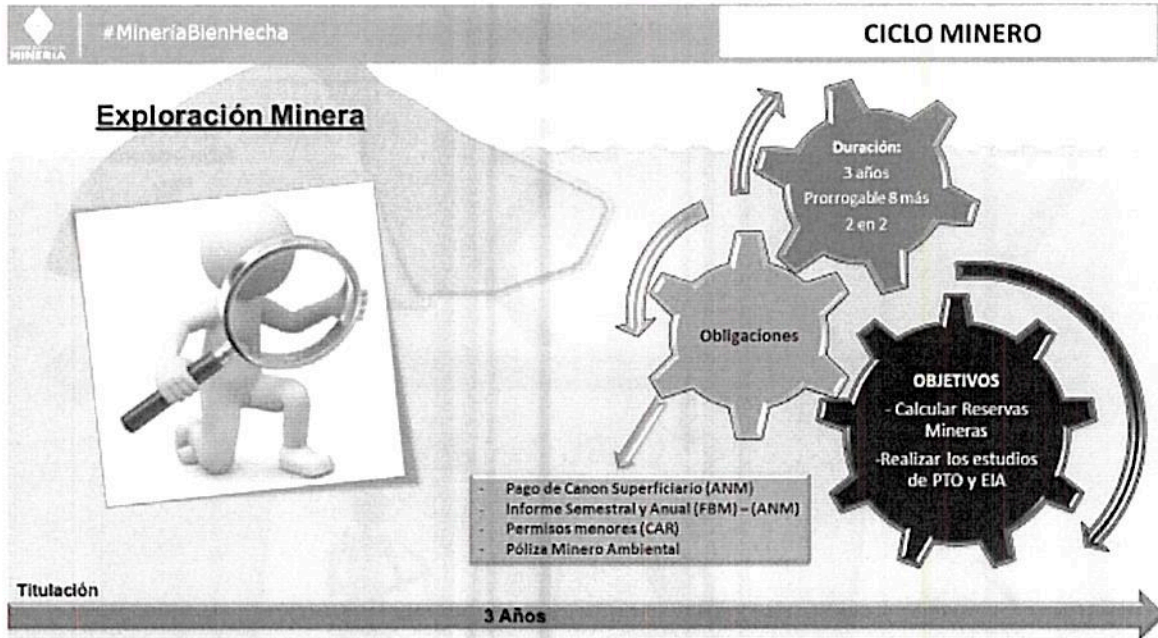 #MineríaBienHecha
CICLO MINERO
MINERÍA
Exploración Minera
Duración:
3 años
Prorrogable 8 más
2 en 2
Obligaciones
OBJETIVOS
- Calcular Reservas
Mineras
-Realizar los estudios
de PTO y EIA
- Pago de Canon Superficiario (ANM)
- Informe Semestral y Anual (FBM) – (ANM)
- Permisos menores (CAR)
- Póliza Minero Ambiental
Titulación
3 Años